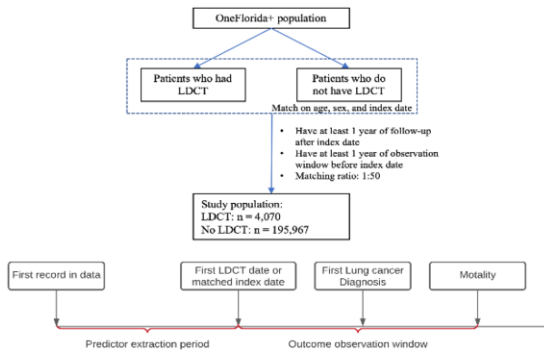 OneFlorida+ population
Patients who had
LDCT
Patients who do
not have LDCT
Match on age, sex, and index date
• Have at least 1 year of follow-up
after index date
• Have at least 1 year of observation
window before index date
• Matching ratio: 1:50
Study population:
LDCT: n = 4,070
No LDCT: n = 195,967
First record in data
First LDCT date or
matched index date
First Lung cancer
Diagnosis
Motality
Predictor extraction period
Outcome observation window